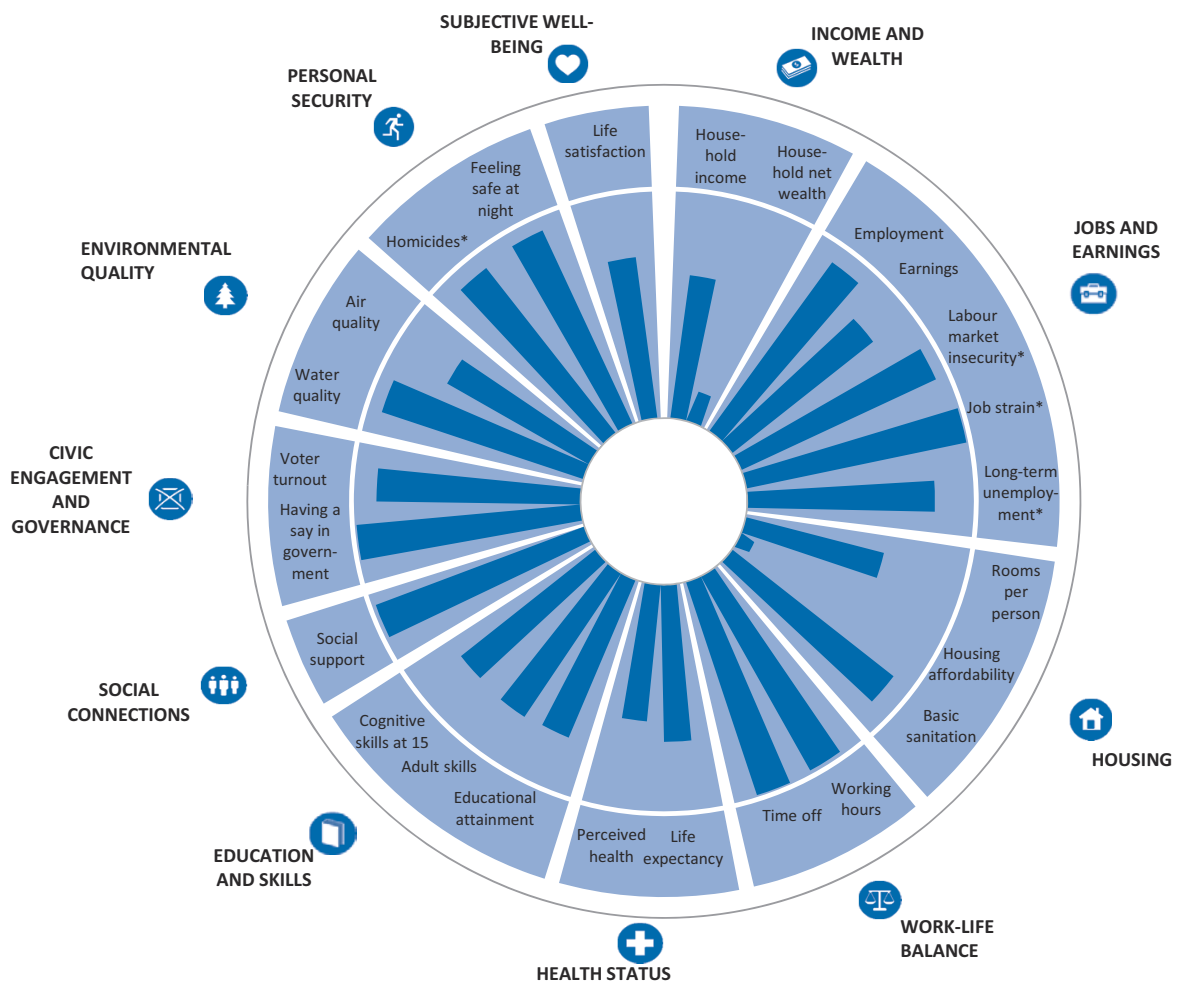 SUBJECTIVE WELL-
BEING
INCOME AND
WEALTH
PERSONAL
SECURITY
JOBS AND
EARNINGS
ENVIRONMENTAL
QUALITY
CIVIC
ENGAGEMENT
AND
GOVERNANCE
SOCIAL
CONNECTIONS
HOUSING
EDUCATION
AND SKILLS
WORK-LIFE
BALANCE
HEALTH STATUS
Life
satisfaction
House-
hold
income
House-
hold net
wealth
Employment
Earnings
Labour
market
insecurity*
Job strain*
Long-term
unemploy-
ment*
Rooms
per
person
Housing
affordability
Basic
sanitation
Working
hours
Time off
Life
expectancy
Perceived
health
Educational
attainment
Adult skills
Cognitive
skills at 15
Social
support
Having a
say in
govern-
ment
Voter
turnout
Water
quality
Air
quality
Homicides*
Feeling
safe at
night